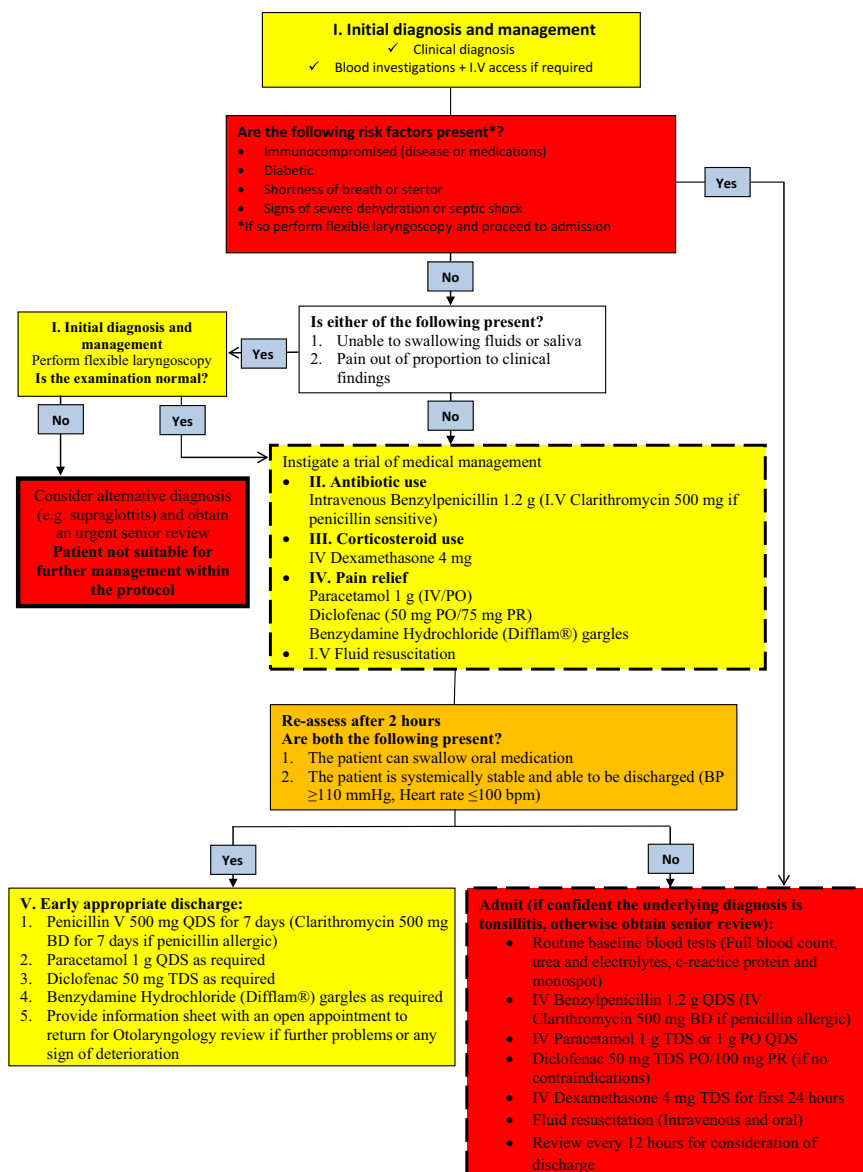 I. Initial diagnosis and management
✓ Clinical diagnosis
✓ Blood investigations + I.V access if required
Are the following risk factors present*?
• Immunocompromised (disease or medications)
• Diabetic
• Shortness of breath or stertor
• Signs of severe dehydration or septic shock
*If so perform flexible laryngoscopy and proceed to admission
Yes
No
Is either of the following present?
1. Unable to swallowing fluids or saliva
2. Pain out of proportion to clinical
findings
Yes
I. Initial diagnosis and
management
Perform flexible laryngoscopy
Is the examination normal?
No
Yes
No
Consider alternative diagnosis
(e.g. supraglottits) and obtain
an urgent senior review
Patient not suitable for
further management within
the protocol
Instigate a trial of medical management
• II. Antibiotic use
Intravenous Benzylpenicillin 1.2 g (I.V Clarithromycin 500 mg if
penicillin sensitive)
• III. Corticosteroid use
IV Dexamethasone 4 mg
• IV. Pain relief
Paracetamol 1 g (IV/PO)
Diclofenac (50 mg PO/75 mg PR)
Benzydamine Hydrochloride (Difflam®) gargles
• I.V Fluid resuscitation
Re-assess after 2 hours
Are both the following present?
1. The patient can swallow oral medication
2. The patient is systemically stable and able to be discharged (BP
≥110 mmHg, Heart rate ≤100 bpm)
Yes
No
V. Early appropriate discharge:
1. Penicillin V 500 mg QDS for 7 days (Clarithromycin 500 mg
BD for 7 days if penicillin allergic)
2. Paracetamol 1 g QDS as required
3. Diclofenac 50 mg TDS as required
4. Benzydamine Hydrochloride (Difflam®) gargles as required
5. Provide information sheet with an open appointment to
return for Otolaryngology review if further problems or any
sign of deterioration
Admit (if confident the underlying diagnosis is
tonsillitis, otherwise obtain senior review):
• Routine baseline blood tests (Full blood count,
urea and electrolytes, c-reactice protein and
monospot)
• IV Benzylpenicillin 1.2 g QDS (IV
Clarithromycin 500 mg BD if penicillin allergic)
• IV Paracetamol 1 g TDS or 1 g PO QDS
• Diclofenac 50 mg TDS PO/100 mg PR (if no
contraindications)
• IV Dexamethasone 4 mg TDS for first 24 hours
• Fluid resuscitation (Intravenous and oral)
• Review every 12 hours for consideration of
discharge